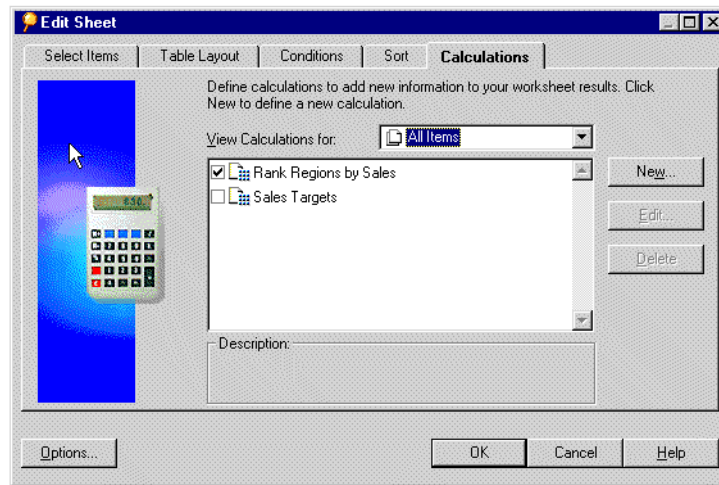 Edit Sheet
Select Items Table Layout Conditions Sort Calculations
Define calculations to add new information to your worksheet results. Click
New to define a new calculation.
View Calculations for: All Items
Rank Regions by Sales
Sales Targets
New...
Edit...
Delete
630.
Description:
Options... OK Cancel Help